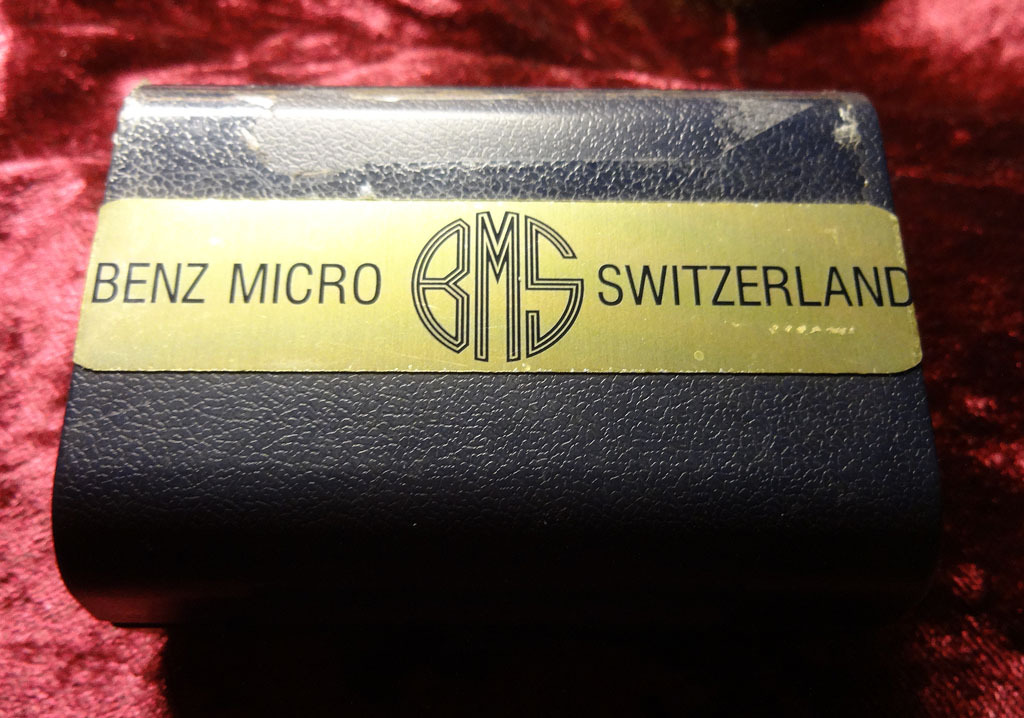 BENZ MICRO BMS SWITZERLAND